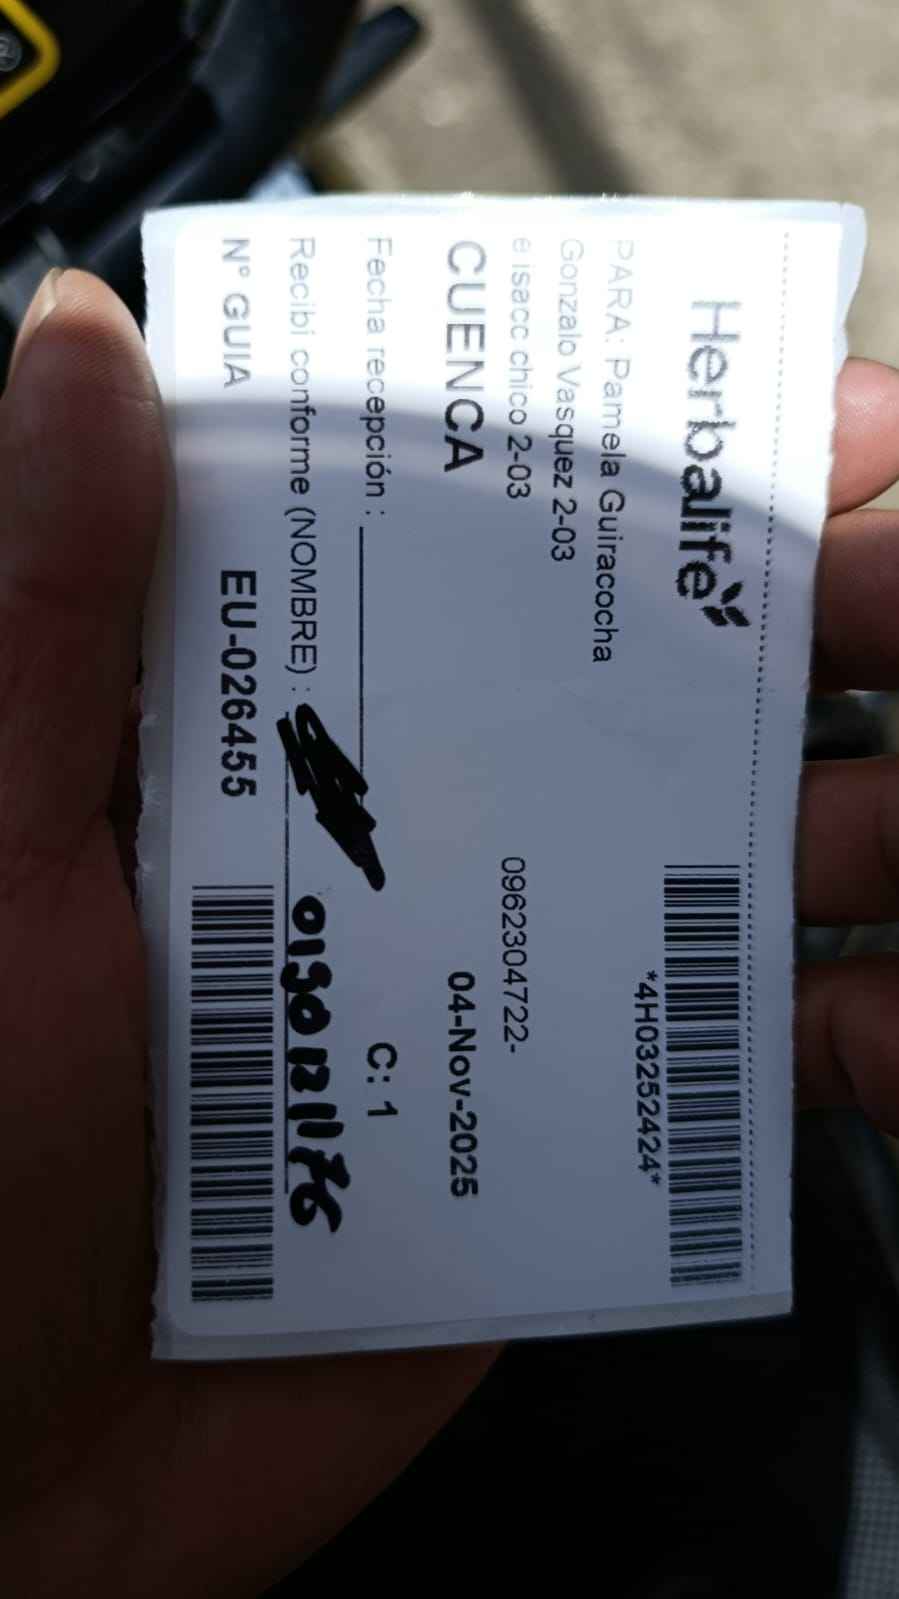 Herbalife
*4H03252424*
PARA: Pamela Guiracocha
Gonzalo Vasquez 2-03
e isacc chico 2-03
0962304722-
CUENCA
04-Nov-2025
Fecha recepción :
C: 1
Recibí conforme (NOMBRE) :
N° GUIA
EU-026455